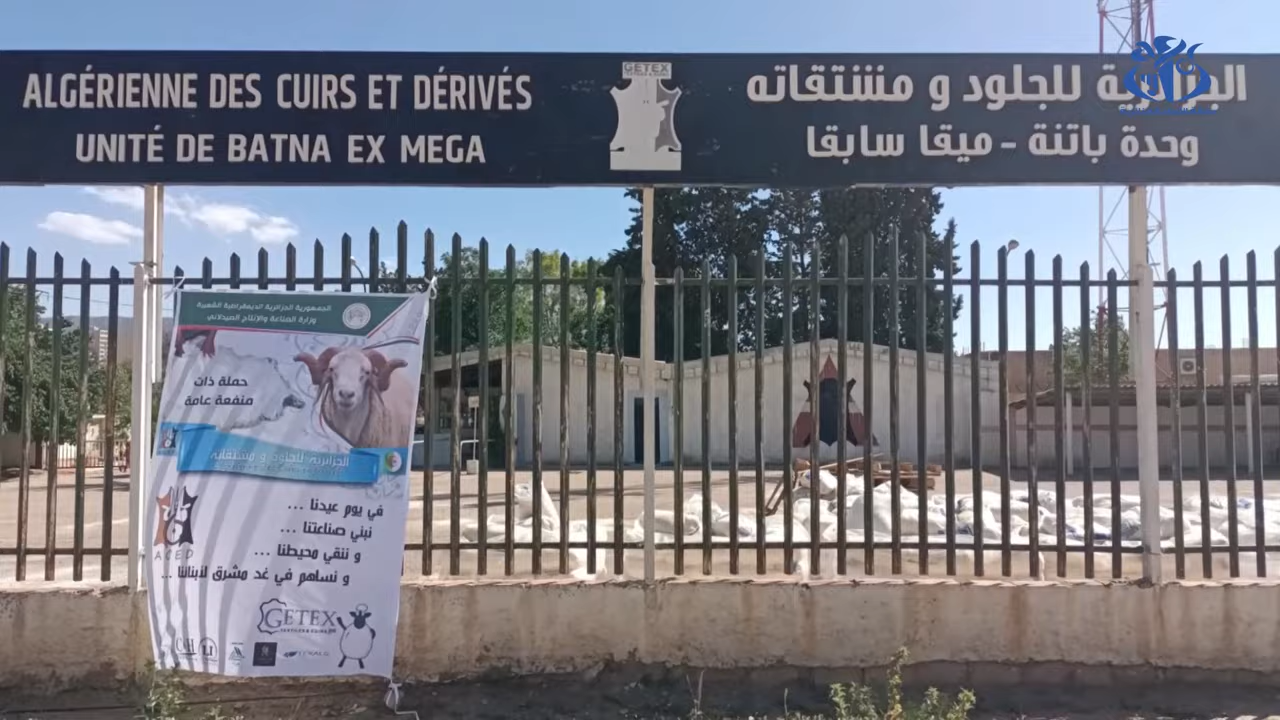 ALGÉRIENNE DES CUIRS ET DÉRIVÉS
UNITÉ DE BATNA EX MEGA
GETEX
الجزائرية للجلود و مشتقاته
وحدة باتنة - ميقا سابقا
الجمهورية الجزائرية الديمقراطية الشعبية
وزارة الصناعة والإنتاج الصيدلاني
حملة ذات
منفعة عامة
الجزائرية للجلود و مشتقاته
في يوم عيدنا ...
نبني صناعتنا ...
و ننقي محيطنا ...
و نساهم في غد مشرق لأبنائنا ...
ACED
GETEX